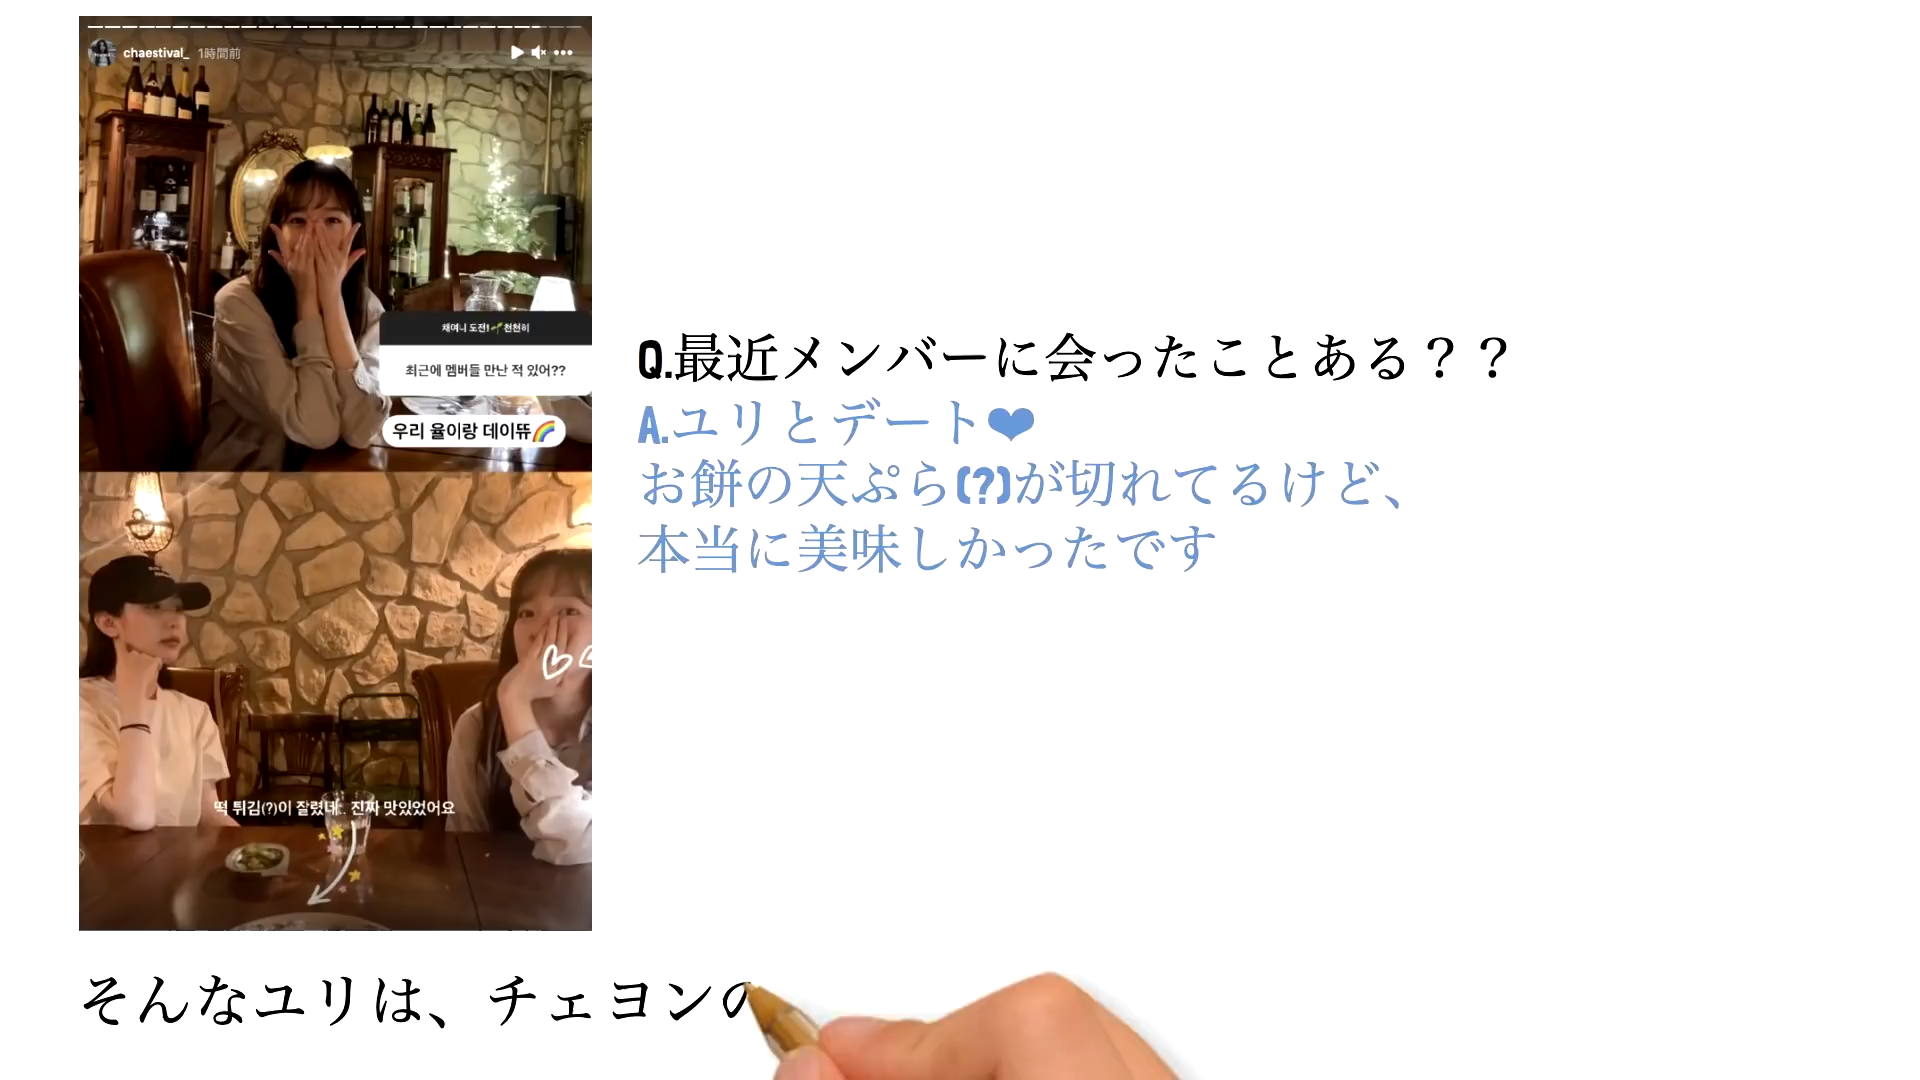 chaestival_ 1時間前
채여니 도전!🌱천천히
최근에 멤버들 만난 적 있어??
우리 율이랑 데이뜌🌈
떡 튀김(?)이 잘렸네.. 진짜 맛있었어요
Q.最近メンバーに会ったことある？？
A.ユリとデート❤
お餅の天ぷら(?)が切れてるけど、
本当に美味しかったです
そんなユリは、チェヨンの